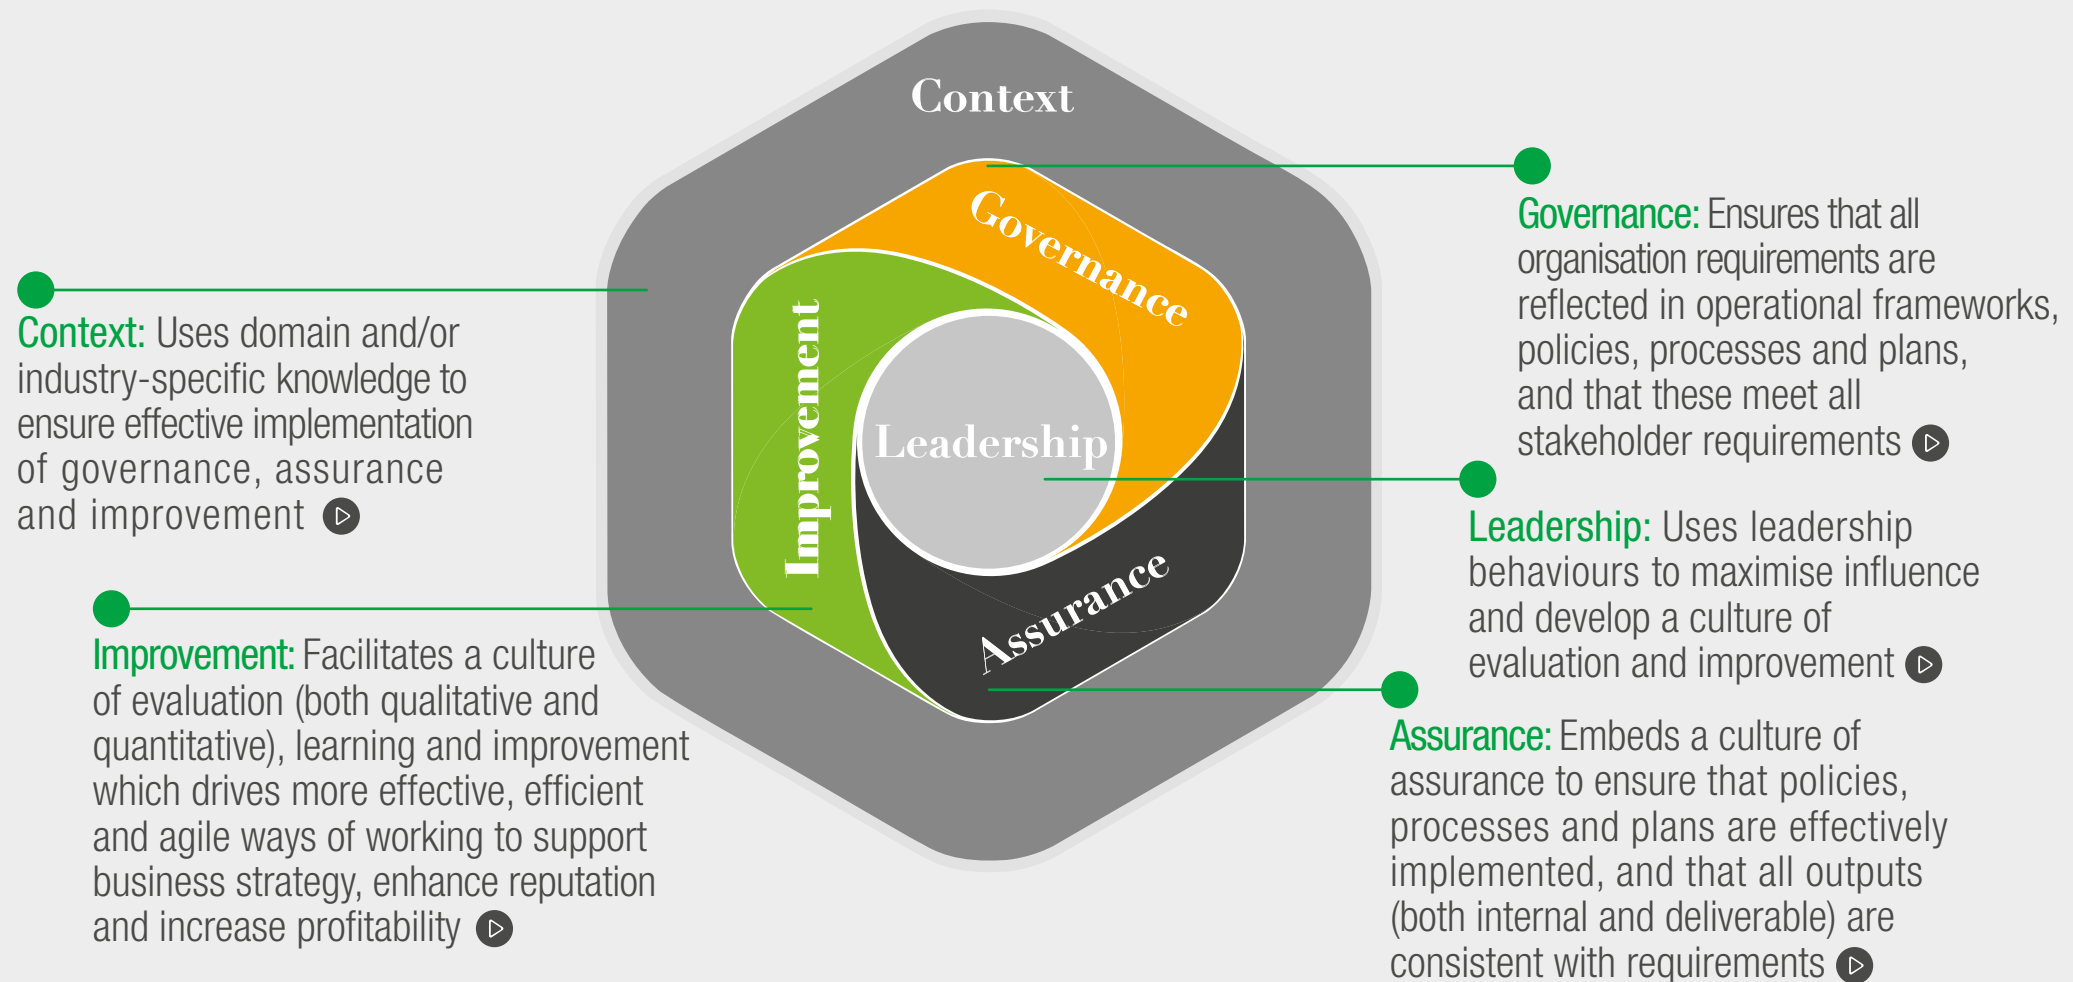 Context
Governance
Improvement
Leadership
Assurance
Context: Uses domain and/or
industry-specific knowledge to
ensure effective implementation
of governance, assurance
and improvement
Improvement: Facilitates a culture
of evaluation (both qualitative and
quantitative), learning and improvement
which drives more effective, efficient
and agile ways of working to support
business strategy, enhance reputation
and increase profitability
Governance: Ensures that all
organisation requirements are
reflected in operational frameworks,
policies, processes and plans,
and that these meet all
stakeholder requirements
Leadership: Uses leadership
behaviours to maximise influence
and develop a culture of
evaluation and improvement
Assurance: Embeds a culture of
assurance to ensure that policies,
processes and plans are effectively
implemented, and that all outputs
(both internal and deliverable) are
consistent with requirements